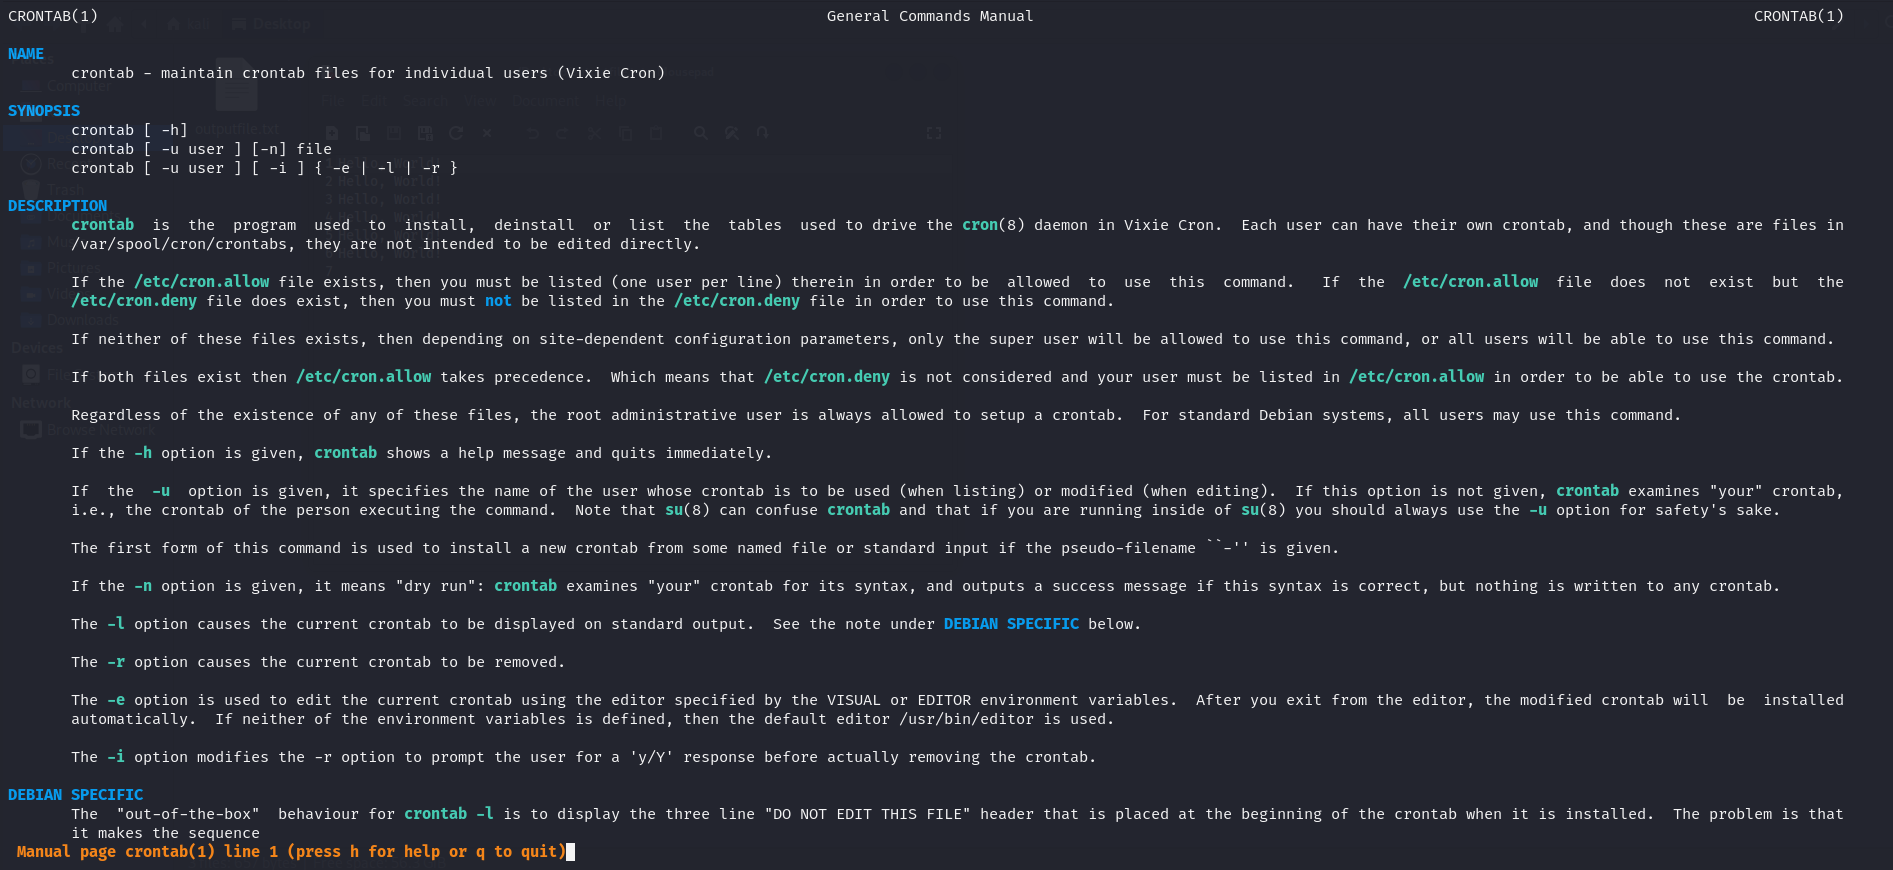 CRONTAB(1) General Commands Manual CRONTAB(1)
NAME
crontab - maintain crontab files for individual users (Vixie Cron)
SYNOPSIS
crontab [ -h]
crontab [ -u user ] [-n] file
crontab [ -u user ] [ -i ] { -e | -l | -r }
DESCRIPTION
crontab is the program used to install, deinstall or list the tables used to drive the cron(8) daemon in Vixie Cron. Each user can have their own crontab, and though these are files in
/var/spool/cron/crontabs, they are not intended to be edited directly.
If the /etc/cron.allow file exists, then you must be listed (one user per line) therein in order to be allowed to use this command. If the /etc/cron.allow file does not exist but the
/etc/cron.deny file does exist, then you must not be listed in the /etc/cron.deny file in order to use this command.
If neither of these files exists, then depending on site-dependent configuration parameters, only the super user will be allowed to use this command, or all users will be able to use this command.
If both files exist then /etc/cron.allow takes precedence. Which means that /etc/cron.deny is not considered and your user must be listed in /etc/cron.allow in order to be able to use the crontab.
Regardless of the existence of any of these files, the root administrative user is always allowed to setup a crontab. For standard Debian systems, all users may use this command.
If the -h option is given, crontab shows a help message and quits immediately.
If the -u option is given, it specifies the name of the user whose crontab is to be used (when listing) or modified (when editing). If this option is not given, crontab examines "your" crontab,
i.e., the crontab of the person executing the command. Note that su(8) can confuse crontab and that if you are running inside of su(8) you should always use the -u option for safety's sake.
The first form of this command is used to install a new crontab from some named file or standard input if the pseudo-filename ``-'' is given.
If the -n option is given, it means "dry run": crontab examines "your" crontab for its syntax, and outputs a success message if this syntax is correct, but nothing is written to any crontab.
The -l option causes the current crontab to be displayed on standard output. See the note under DEBIAN SPECIFIC below.
The -r option causes the current crontab to be removed.
The -e option is used to edit the current crontab using the editor specified by the VISUAL or EDITOR environment variables. After you exit from the editor, the modified crontab will be installed
automatically. If neither of the environment variables is defined, then the default editor /usr/bin/editor is used.
The -i option modifies the -r option to prompt the user for a 'y/Y' response before actually removing the crontab.
DEBIAN SPECIFIC
The "out-of-the-box" behaviour for crontab -l is to display the three line "DO NOT EDIT THIS FILE" header that is placed at the beginning of the crontab when it is installed. The problem is that
it makes the sequence
Manual page crontab(1) line 1 (press h for help or q to quit)